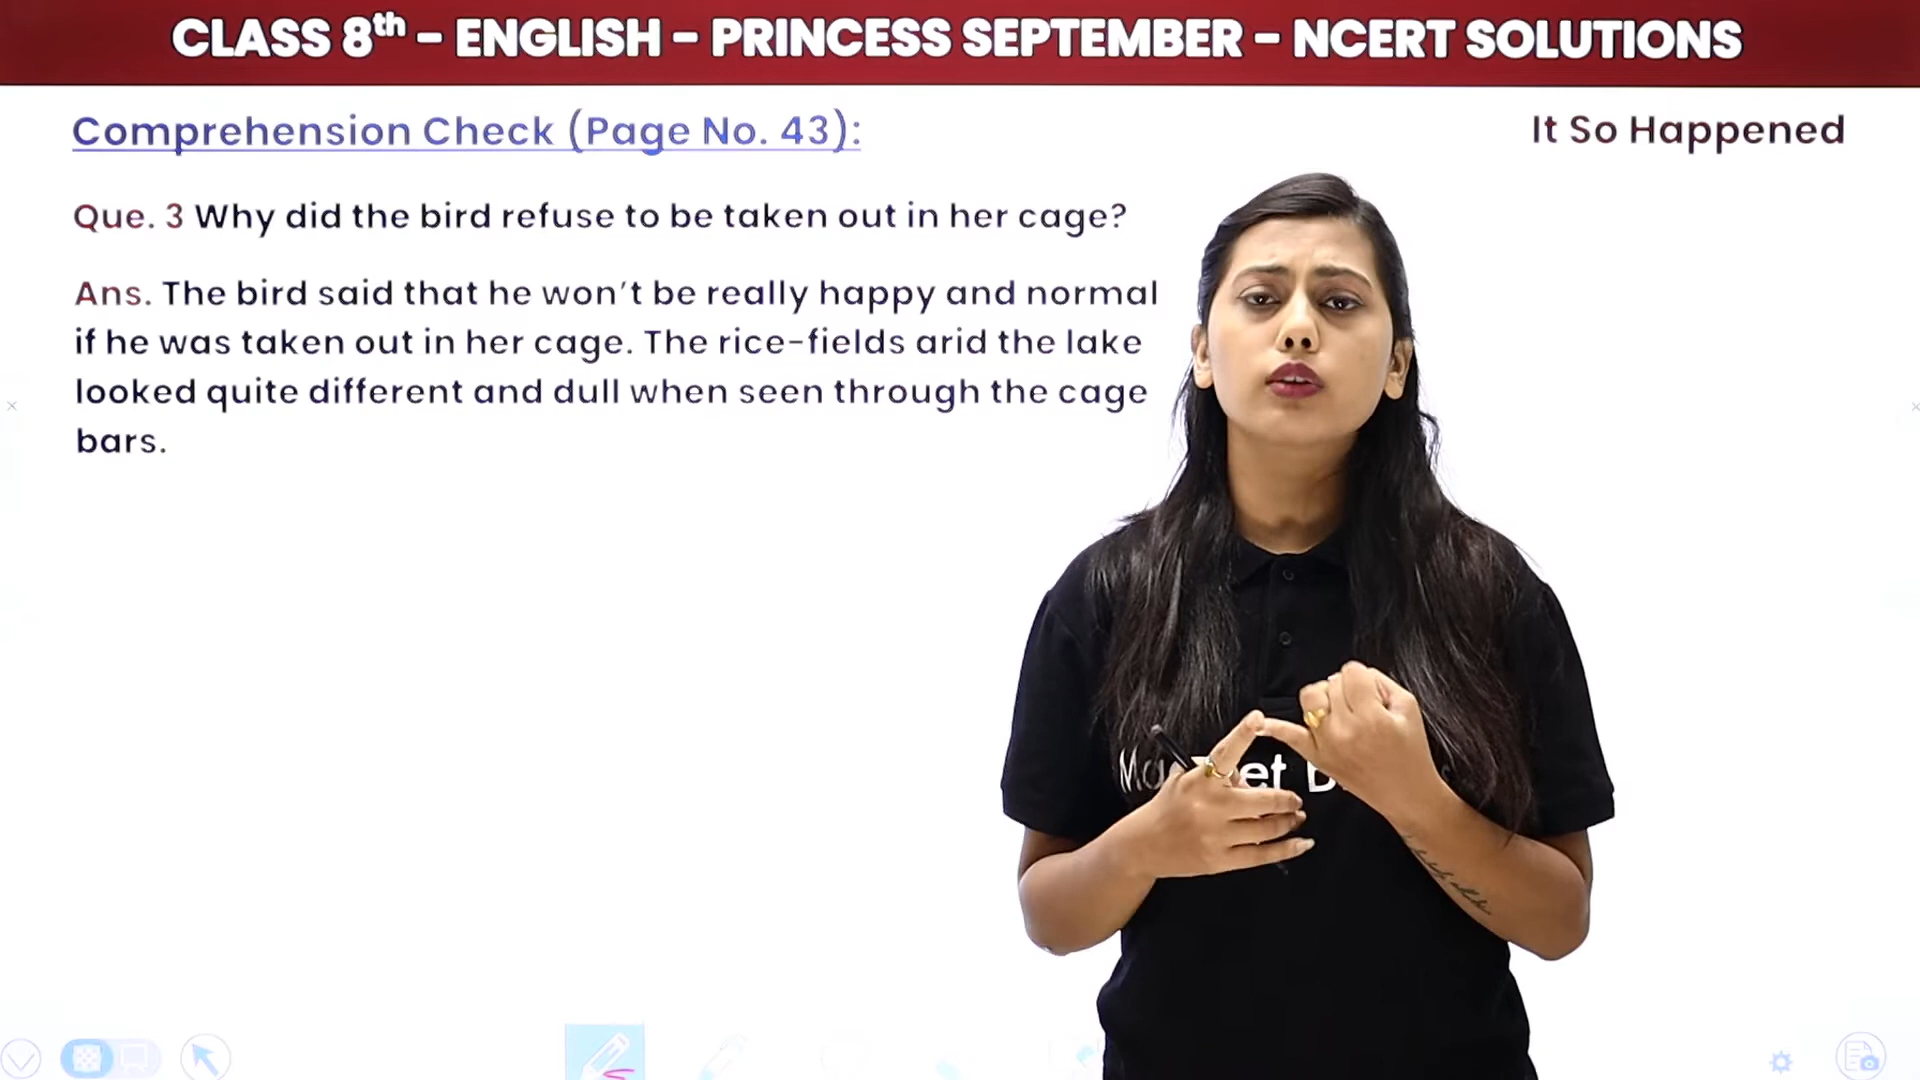 CLASS 8th - ENGLISH - PRINCESS SEPTEMBER - NCERT SOLUTIONS
Comprehension Check (Page No. 43):
It So Happened
Que. 3 Why did the bird refuse to be taken out in her cage?
Ans. The bird said that he won't be really happy and normal
if he was taken out in her cage. The rice-fields arid the lake
looked quite different and dull when seen through the cage
bars.